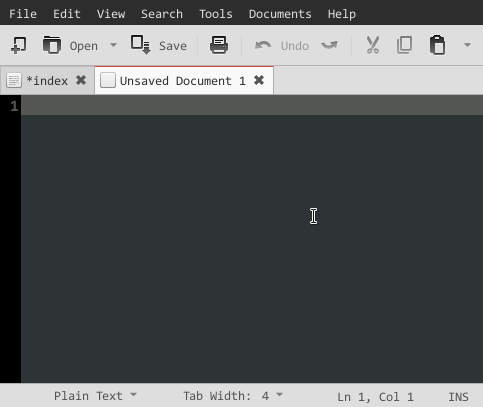 File Edit View Search Tools Documents Help
Open Save Undo
*index Unsaved Document 1
1
Plain Text Tab Width: 4 Ln 1, Col 1 INS